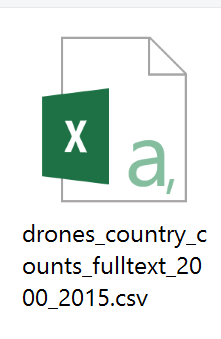 X
a,
drones_country_c
ounts_fulltext_20
00_2015.csv